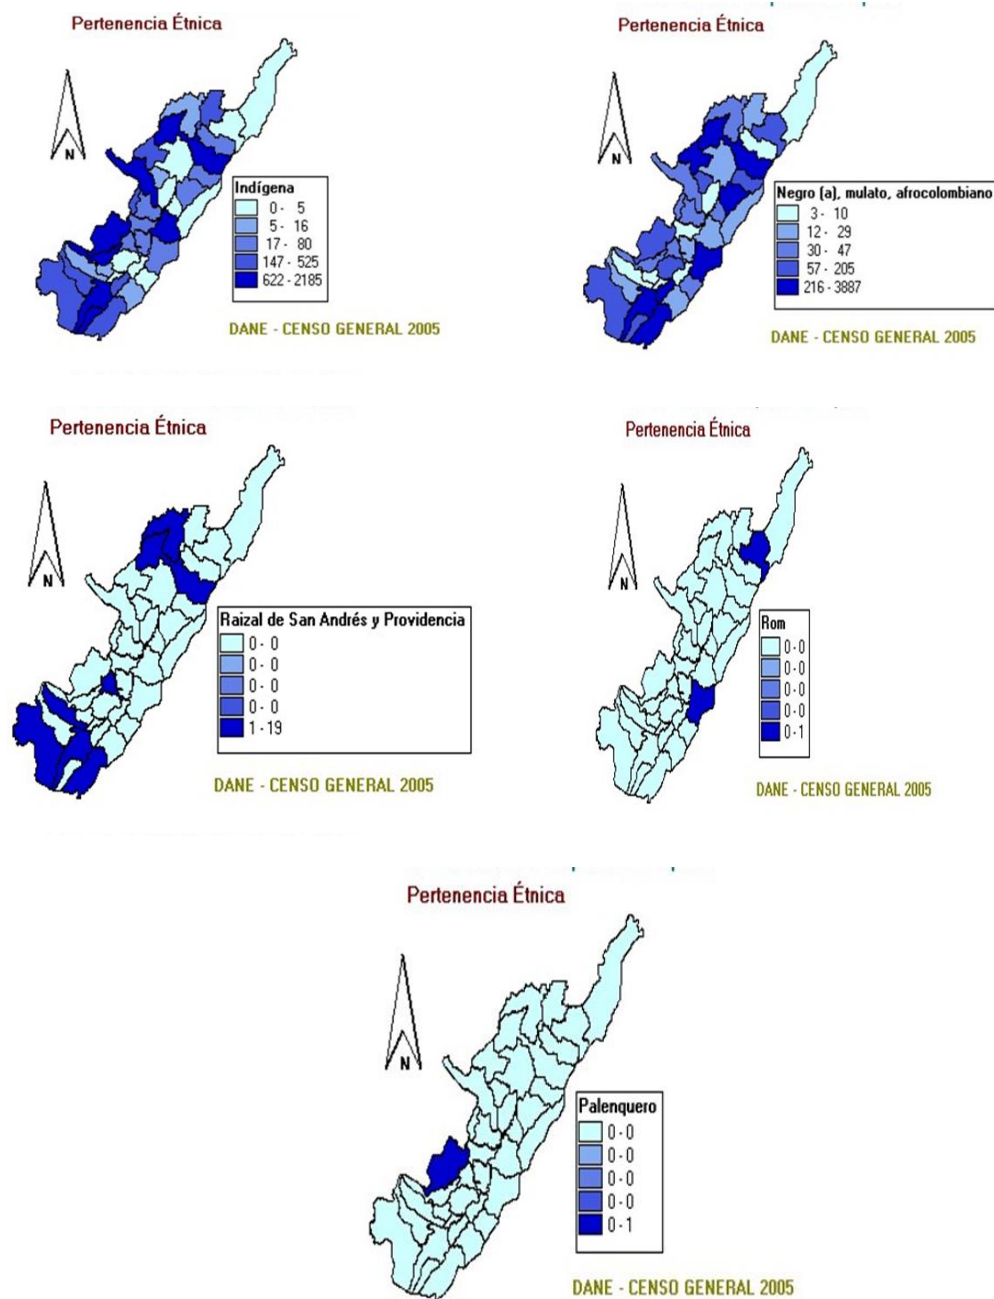 Pertenencia Étnica
N
Indígena
0 - 5
5 - 16
17 - 80
147 - 525
622 - 2185
DANE - CENSO GENERAL 2005
Pertenencia Étnica
N
Negro (a), mulato, afrocolombiano
3 - 10
12 - 29
30 - 47
57 - 205
216 - 3887
DANE - CENSO GENERAL 2005
Pertenencia Étnica
N
Raizal de San Andrés y Providencia
0 - 0
0 - 0
0 - 0
0 - 0
1 - 19
DANE - CENSO GENERAL 2005
Pertenencia Étnica
N
Rom
0 - 0
0 - 0
0 - 0
0 - 0
0 - 1
DANE - CENSO GENERAL 2005
Pertenencia Étnica
N
Palenquero
0 - 0
0 - 0
0 - 0
0 - 0
0 - 1
DANE - CENSO GENERAL 2005